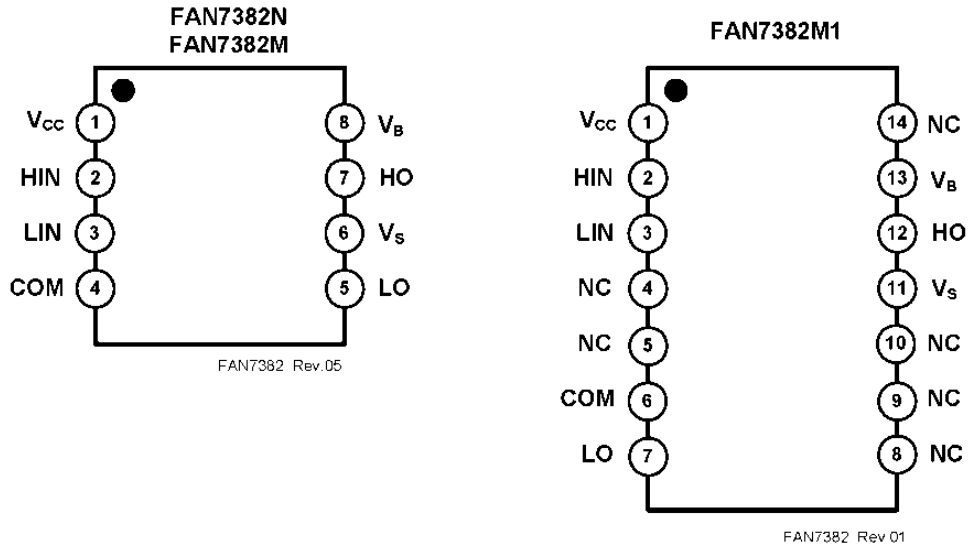 FAN7382N
FAN7382M
VCC 1
HIN 2
LIN 3
COM 4
8 VB
7 HO
6 VS
5 LO
FAN7382 Rev.05
FAN7382M1
VCC 1
HIN 2
LIN 3
NC 4
NC 5
COM 6
LO 7
14 NC
13 VB
12 HO
11 VS
10 NC
9 NC
8 NC
FAN7382 Rev 01